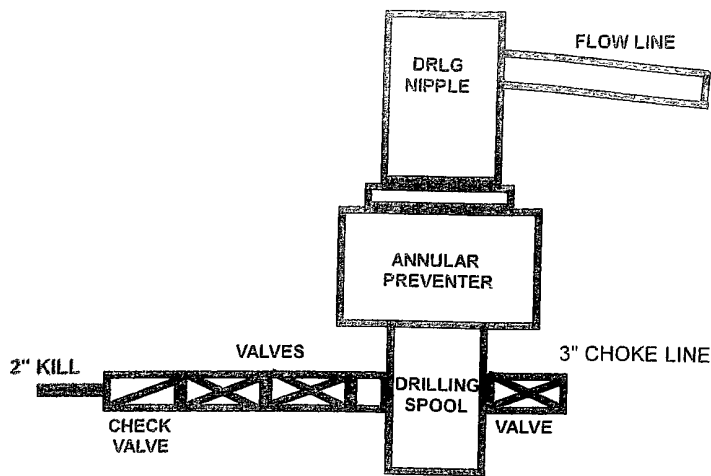 DRLG
NIPPLE
FLOW LINE
ANNULAR
PREVENTER
2" KILL
VALVES
3" CHOKE LINE
DRILLING
SPOOL
CHECK
VALVE
VALVE